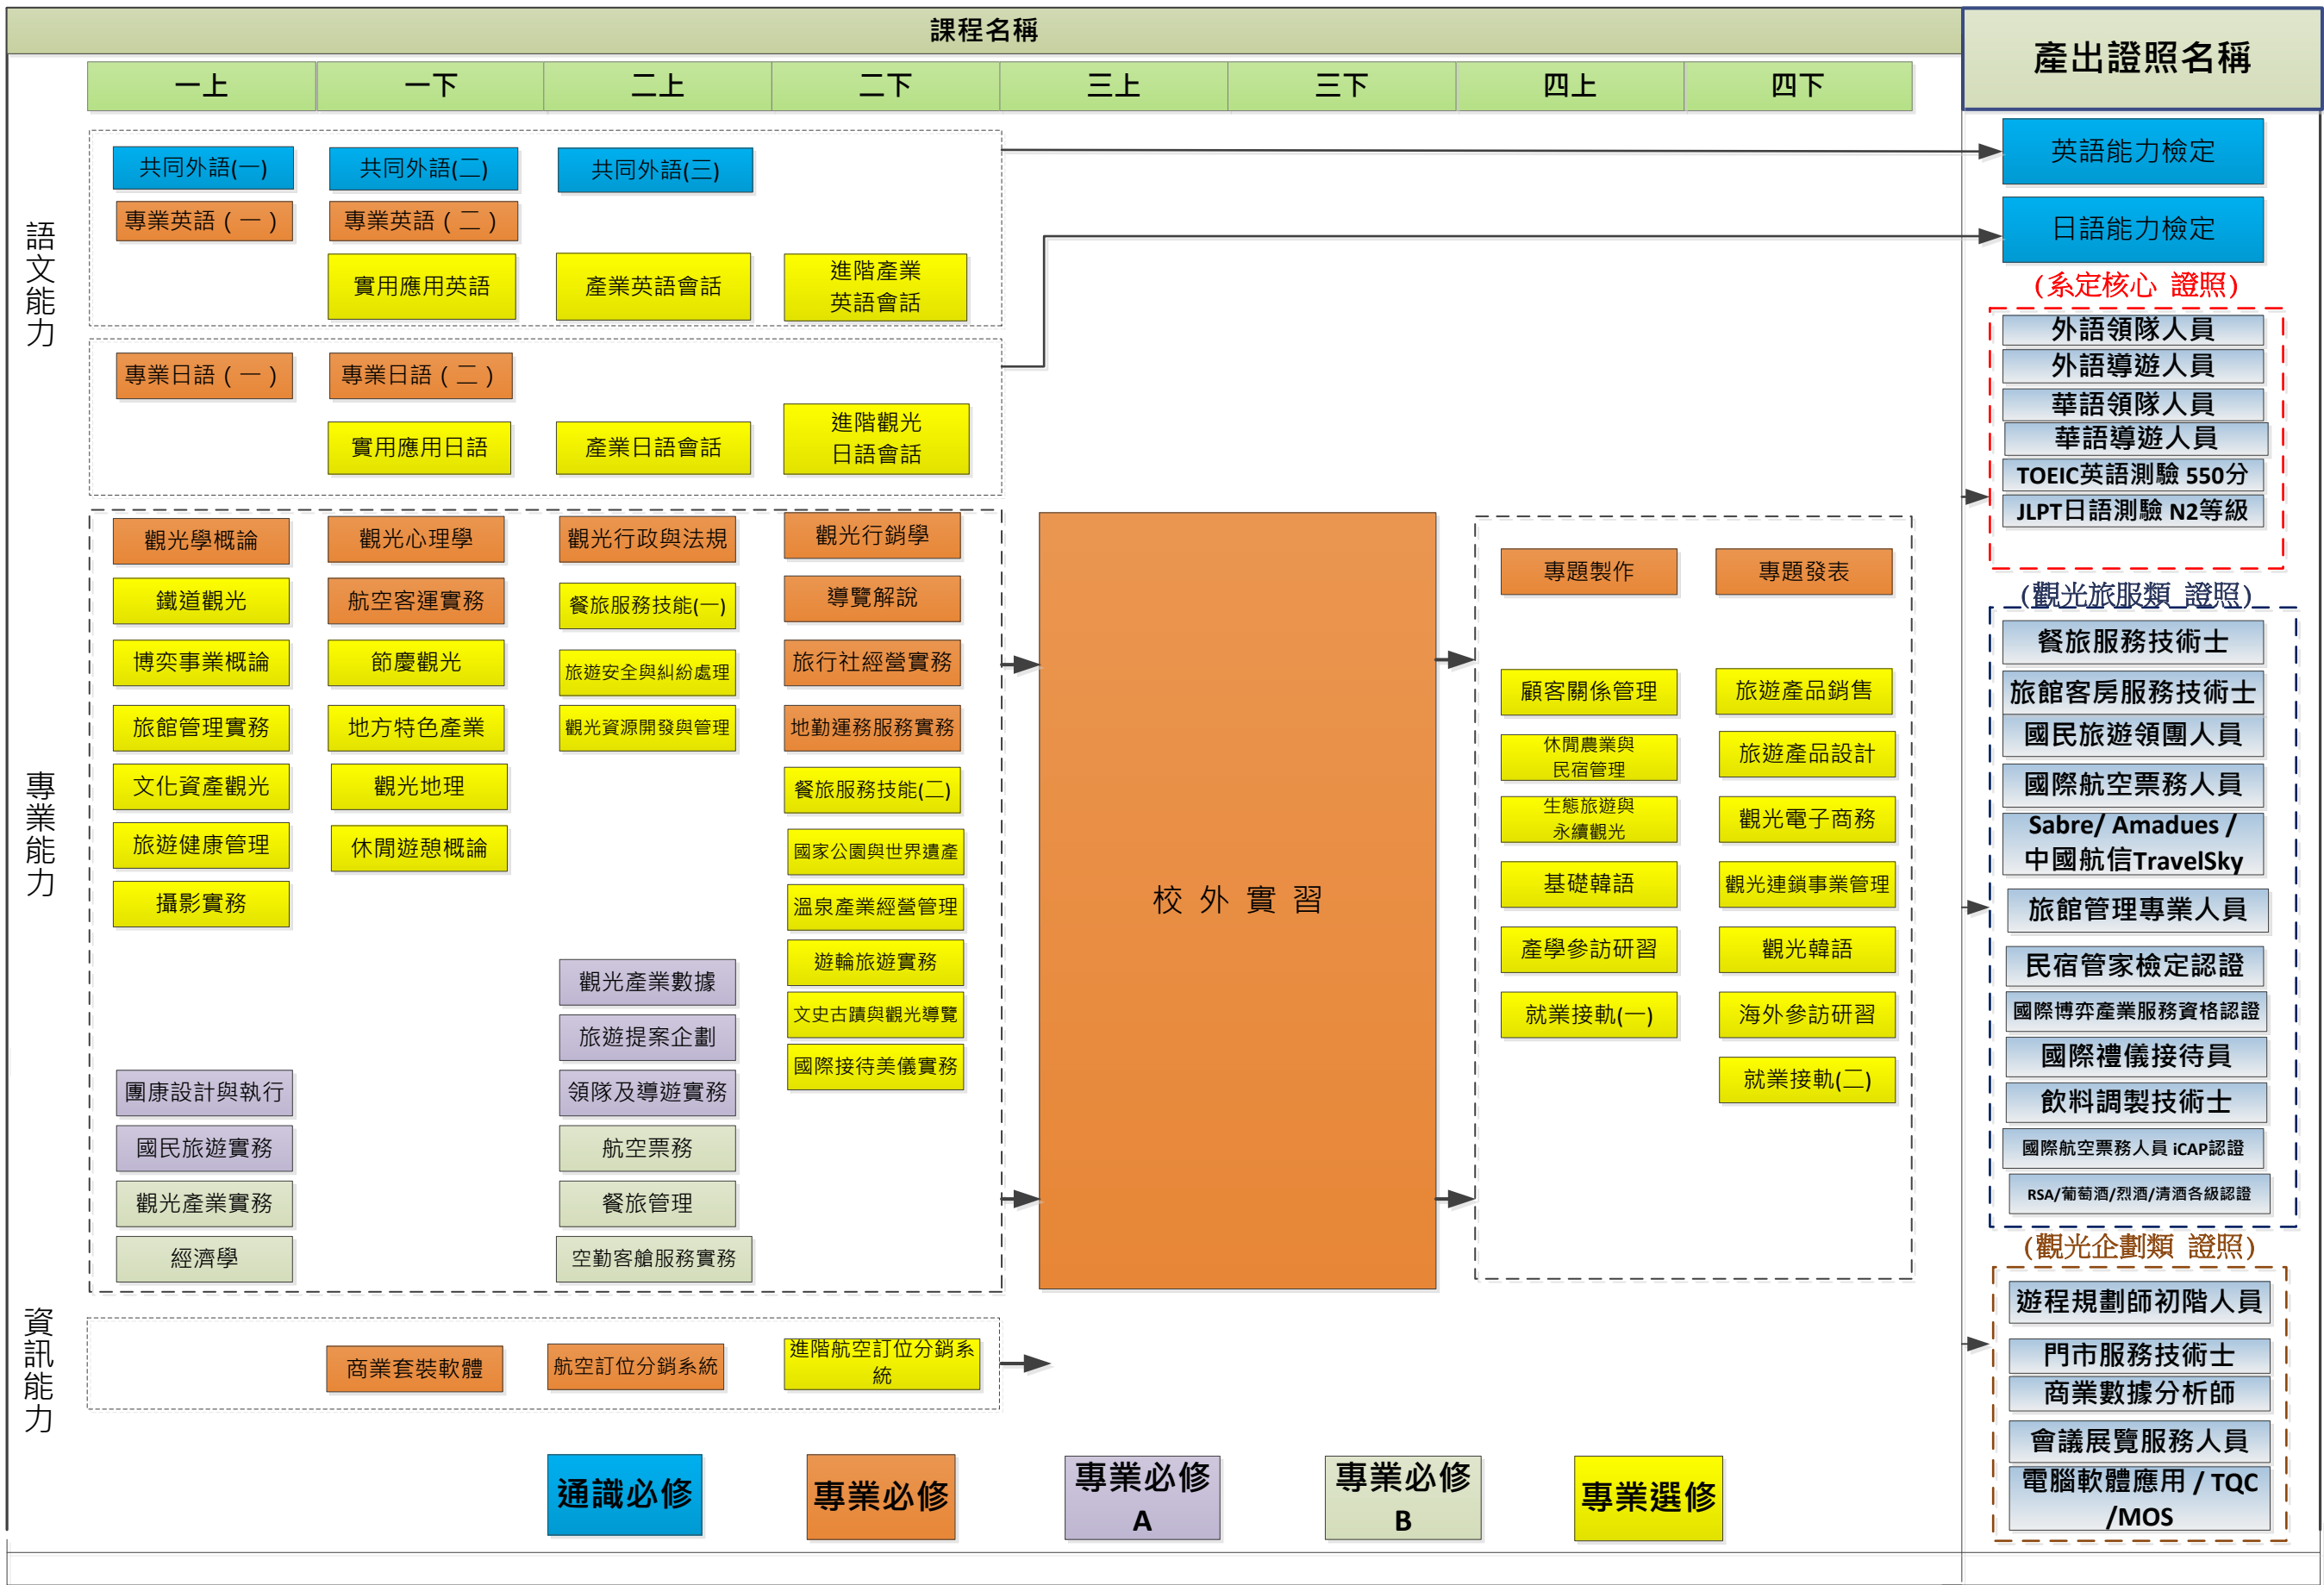 課程名稱
產出證照名稱
一上
一下
二上
二下
三上
三下
四上
四下
語文能力
共同外語(一)
共同外語(二)
共同外語(三)
專業英語(一)
專業英語(二)
實用應用英語
產業英語會話
進階產業
英語會話
專業日語(一)
專業日語(二)
實用應用日語
產業日語會話
進階觀光
日語會話
專業能力
觀光學概論
鐵道觀光
博奕事業概論
旅館管理實務
文化資產觀光
旅遊健康管理
攝影實務
團康設計與執行
國民旅遊實務
觀光產業實務
經濟學
觀光心理學
航空客運實務
節慶觀光
地方特色產業
觀光地理
休閒遊憩概論
觀光行政與法規
餐旅服務技能(一)
旅遊安全與糾紛處理
觀光資源開發與管理
觀光產業數據
旅遊提案企劃
領隊及導遊實務
航空票務
餐旅管理
空勤客艙服務實務
觀光行銷學
導覽解說
旅行社經營實務
地勤運務服務實務
餐旅服務技能(二)
國家公園與世界遺產
溫泉產業經營管理
遊輪旅遊實務
文史古蹟與觀光導覽
國際接待美儀實務
校外實習
專題製作
顧客關係管理
休閒農業與
民宿管理
生態旅遊與
永續觀光
基礎韓語
產學參訪研習
就業接軌(一)
專題發表
旅遊產品銷售
旅遊產品設計
觀光電子商務
觀光連鎖事業管理
觀光韓語
海外參訪研習
就業接軌(二)
資訊能力
商業套裝軟體
航空訂位分銷系統
進階航空訂位分銷系
統
通識必修
專業必修
專業必修
A
專業必修
B
專業選修
英語能力檢定
日語能力檢定
(系定核心 證照)
外語領隊人員
外語導遊人員
華語領隊人員
華語導遊人員
TOEIC英語測驗 550分
JLPT日語測驗 N2等級
(觀光旅服類 證照)
餐旅服務技術士
旅館客房服務技術士
國民旅遊領團人員
國際航空票務人員
Sabre/ Amadues /
中國航信TravelSky
旅館管理專業人員
民宿管家檢定認證
國際博弈產業服務資格認證
國際禮儀接待員
飲料調製技術士
國際航空票務人員 iCAP認證
RSA/葡萄酒/烈酒/清酒各級認證
(觀光企劃類 證照)
遊程規劃師初階人員
門市服務技術士
商業數據分析師
會議展覽服務人員
電腦軟體應用 / TQC
/MOS